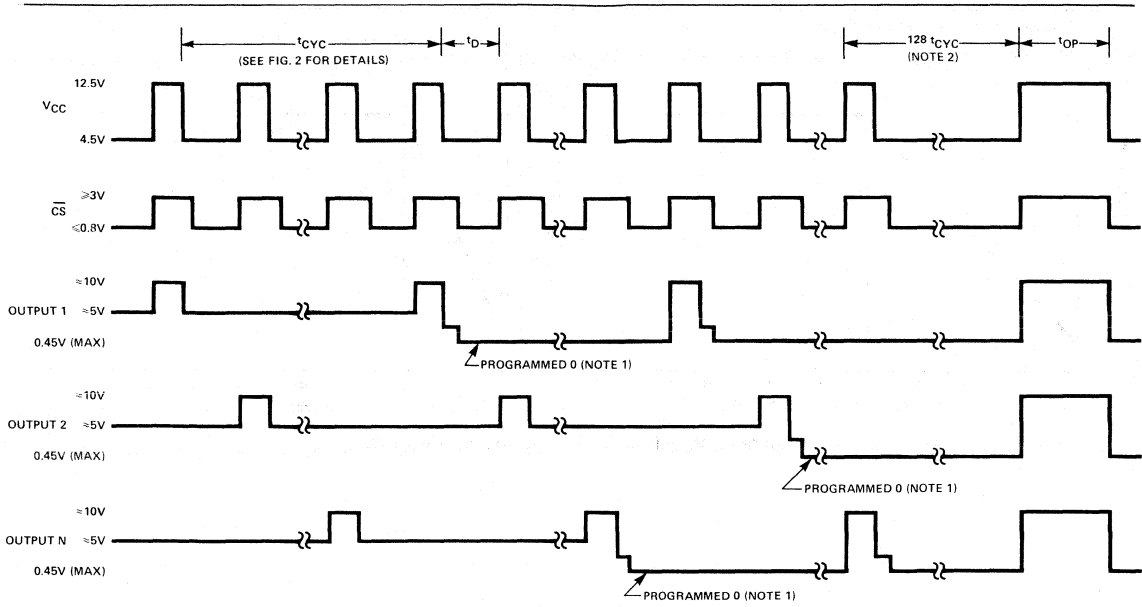 tCYC
(SEE FIG. 2 FOR DETAILS)
tD
128 tCYC
(NOTE 2)
tOP
12.5V
VCC
4.5V
≥3V
CS
≤0.8V
≈10V
OUTPUT 1 ≈5V
0.45V (MAX)
PROGRAMMED 0 (NOTE 1)
≈10V
OUTPUT 2 ≈5V
0.45V (MAX)
PROGRAMMED 0 (NOTE 1)
≈10V
OUTPUT N ≈5V
0.45V (MAX)
PROGRAMMED 0 (NOTE 1)